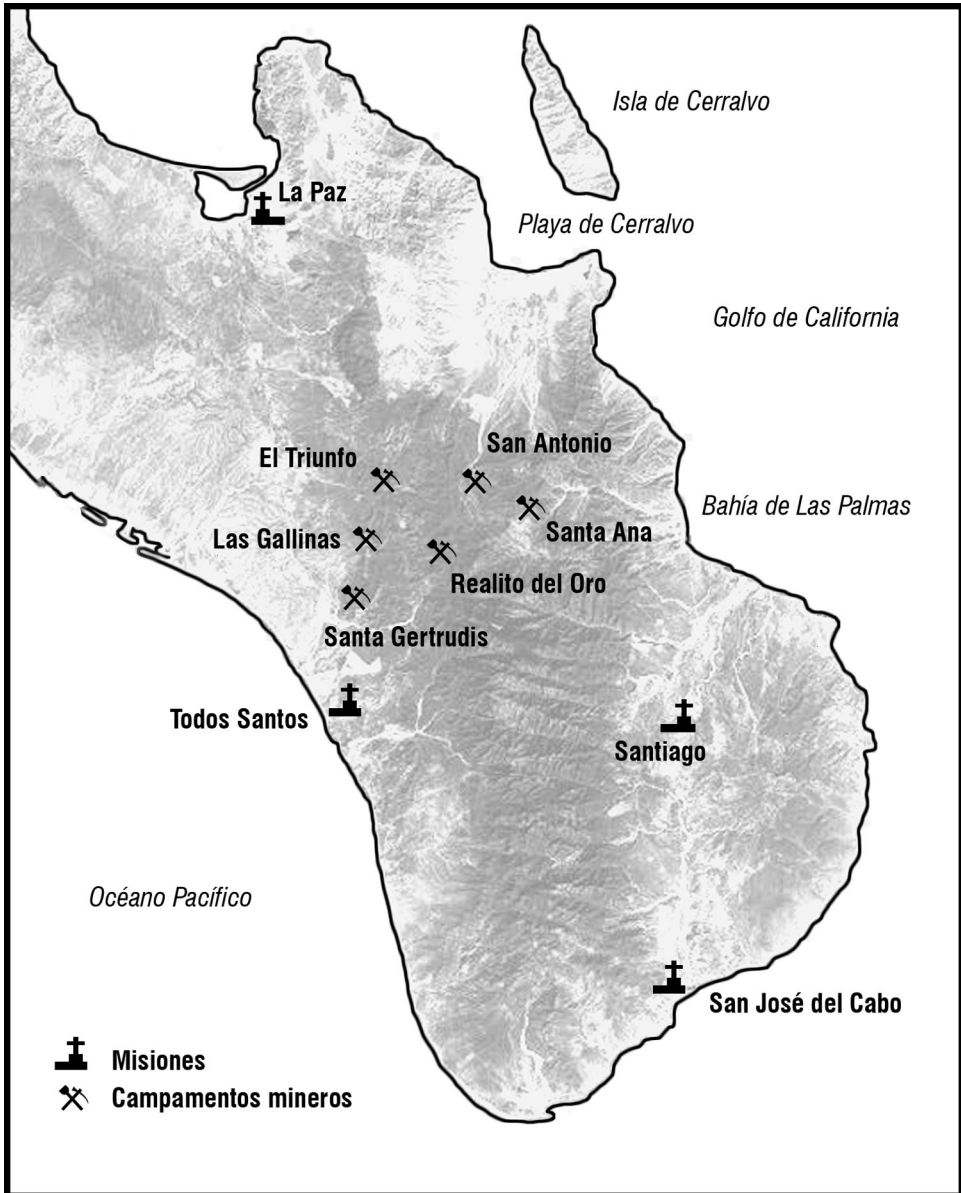 Isla de Cerralvo
La Paz
Playa de Cerralvo
Golfo de California
San Antonio
El Triunfo
Bahía de Las Palmas
Santa Ana
Las Gallinas
Realito del Oro
Santa Gertrudis
Todos Santos
Santiago
Océano Pacífico
San José del Cabo
Misiones
Campamentos mineros